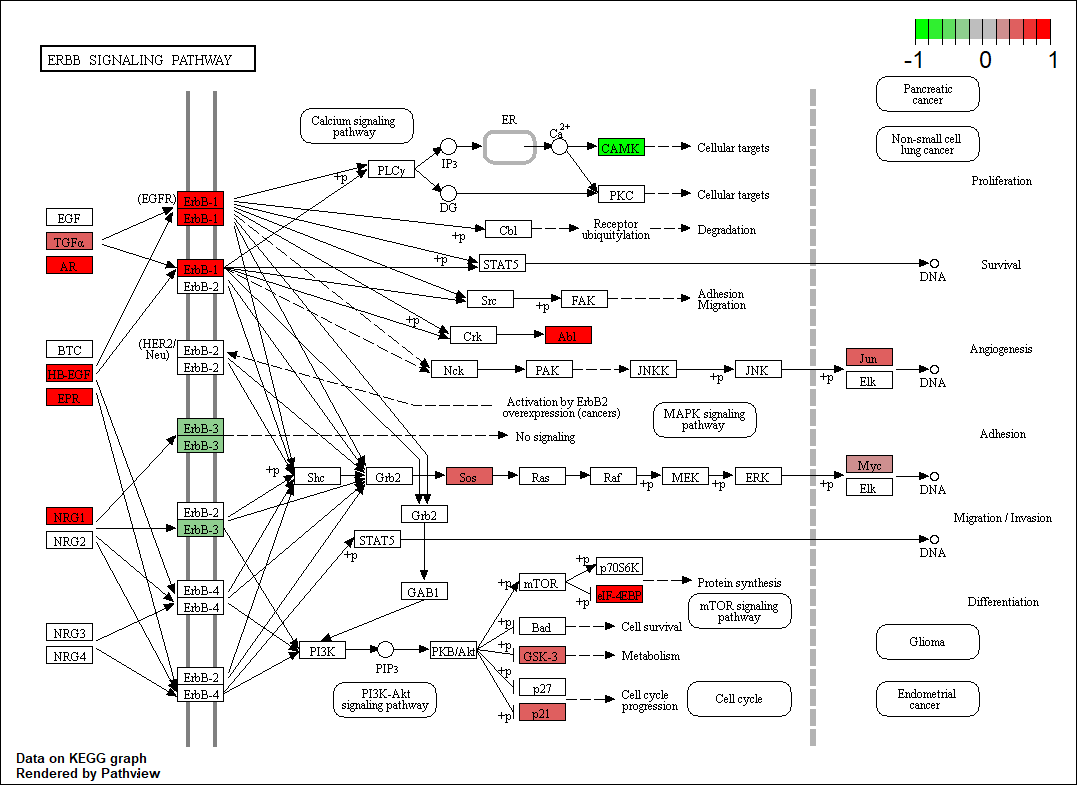 -1 0 1
ERBB SIGNALING PATHWAY
Pancreatic
cancer
Calcium signaling
pathway
ER
Ca2+
Non-small cell
lung cancer
IP3
CAMK
Cellular targets
PLCγ
+p
DG
PKC
Cellular targets
Proliferation
(EGFR)
ErbB-1
ErbB-1
EGF
TGFα
AR
+p
Cbl
Receptor
ubiquitylation
Degradation
+p
STAT5
DNA
Survival
ErbB-1
ErbB-2
Src
+p
FAK
Adhesion
Migration
+p
Crk
Abl
BTC
HB-EGF
EPR
(HER2/
Neu)
ErbB-2
ErbB-2
Nck
PAK
JNKK
+p
JNK
+p
Jun
Elk
DNA
Angiogenesis
Activation by ErbB2
overexpression (cancers)
MAPK signaling
pathway
ErbB-3
ErbB-3
No signaling
Adhesion
+p
Shc
Grb2
Sos
Ras
Raf
+p
MEK
+p
ERK
+p
Myc
Elk
DNA
NRG1
NRG2
ErbB-2
ErbB-3
Grb2
Migration / Invasion
STAT5
+p
DNA
ErbB-4
ErbB-4
GAB1
+p
mTOR
+p
p70S6K
+p
eIF-4EBP
Protein synthesis
mTOR signaling
pathway
Differentiation
NRG3
NRG4
+p
Bad
Cell survival
Glioma
PI3K
PIP3
PKB/Akt
+p
GSK-3
Metabolism
ErbB-2
ErbB-4
+p
p27
PI3K-Akt
signaling pathway
+p
p21
Cell cycle
progression
Cell cycle
Endometrial
cancer
Data on KEGG graph
Rendered by Pathview